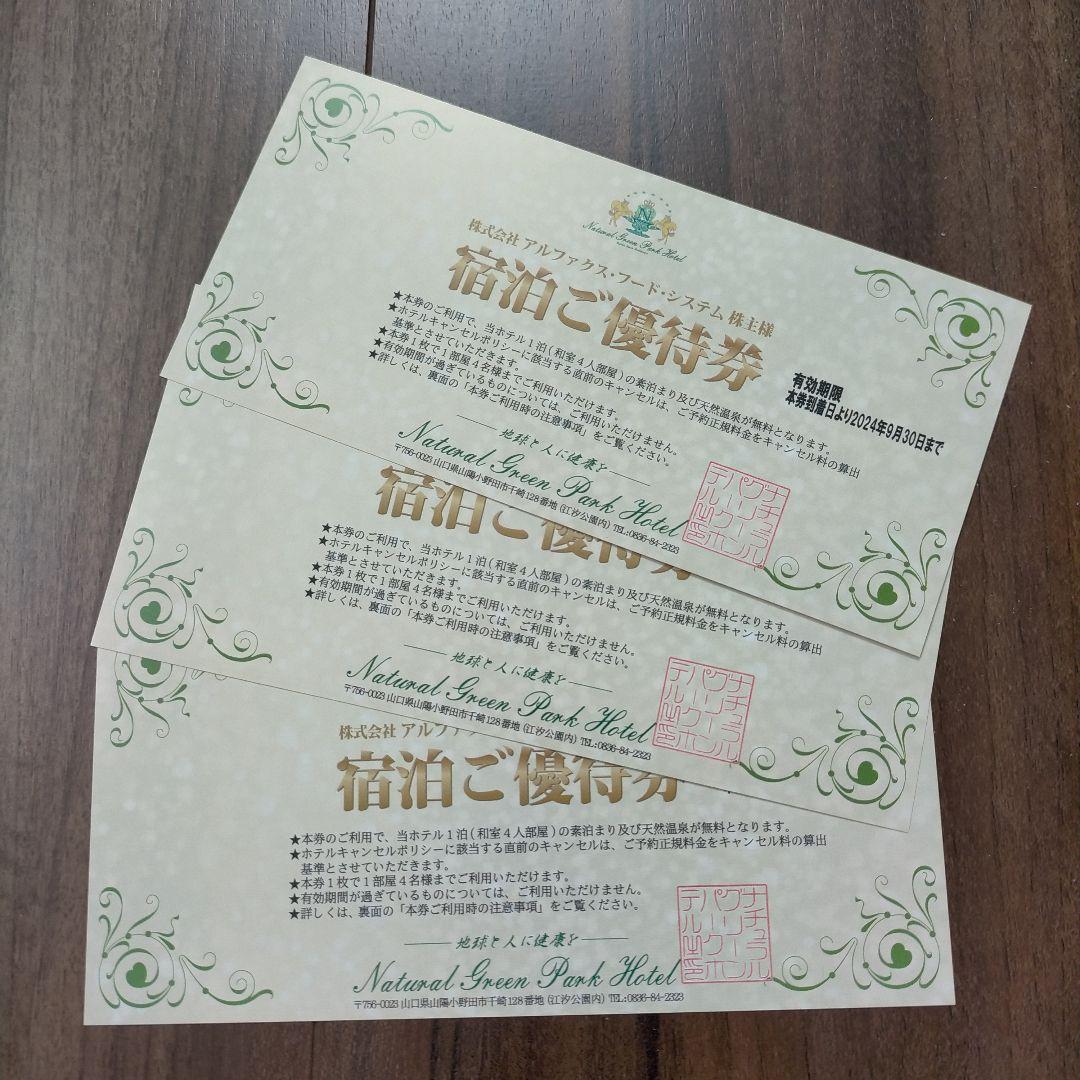 Natural Green Park Hotel
株式会社 アルファクス・フード・システム 株主様
宿泊ご優待券
★本券のご利用で、当ホテル1泊(和室4人部屋)の素泊まり及び天然温泉が無料となります。
★ホテルキャンセルポリシーに該当する直前のキャンセルは、ご予約正規料金をキャンセル料の算出
基準とさせていただきます。
★本券1枚で1部屋4名様までご利用いただけます。
★有効期間が過ぎているものについては、ご利用いただけません。
★詳しくは、裏面の「本券ご利用時の注意事項」をご覧ください。
有効期限
本券到着日より2024年9月30日まで
地球と人に健康を
Natural Green Park Hotel
〒756-0023 山口県山陽小野田市千崎128番地 (江汐公園内) TEL:0836-84-2323
ナチュラル
グリーン
パークホ
テル之印
宿泊ご優待券
★本券のご利用で、当ホテル1泊(和室4人部屋)の素泊まり及び天然温泉が無料となります。
★ホテルキャンセルポリシーに該当する直前のキャンセルは、ご予約正規料金をキャンセル料の算出
基準とさせていただきます。
★本券1枚で1部屋4名様までご利用いただけます。
★有効期間が過ぎているものについては、ご利用いただけません。
★詳しくは、裏面の「本券ご利用時の注意事項」をご覧ください。
地球と人に健康を
Natural Green Park Hotel
〒756-0023 山口県山陽小野田市千崎128番地 (江汐公園内) TEL:0836-84-2323
ナチュラル
グリーン
パークホ
テル之印
株式会社 アルファク
宿泊ご優待券
★本券のご利用で、当ホテル1泊(和室4人部屋)の素泊まり及び天然温泉が無料となります。
★ホテルキャンセルポリシーに該当する直前のキャンセルは、ご予約正規料金をキャンセル料の算出
基準とさせていただきます。
★本券1枚で1部屋4名様までご利用いただけます。
★有効期間が過ぎているものについては、ご利用いただけません。
★詳しくは、裏面の「本券ご利用時の注意事項」をご覧ください。
地球と人に健康を
Natural Green Park Hotel
〒756-0023 山口県山陽小野田市千崎128番地 (江汐公園内) TEL:0836-84-2323
ナチュラル
グリーン
パークホ
テル之印